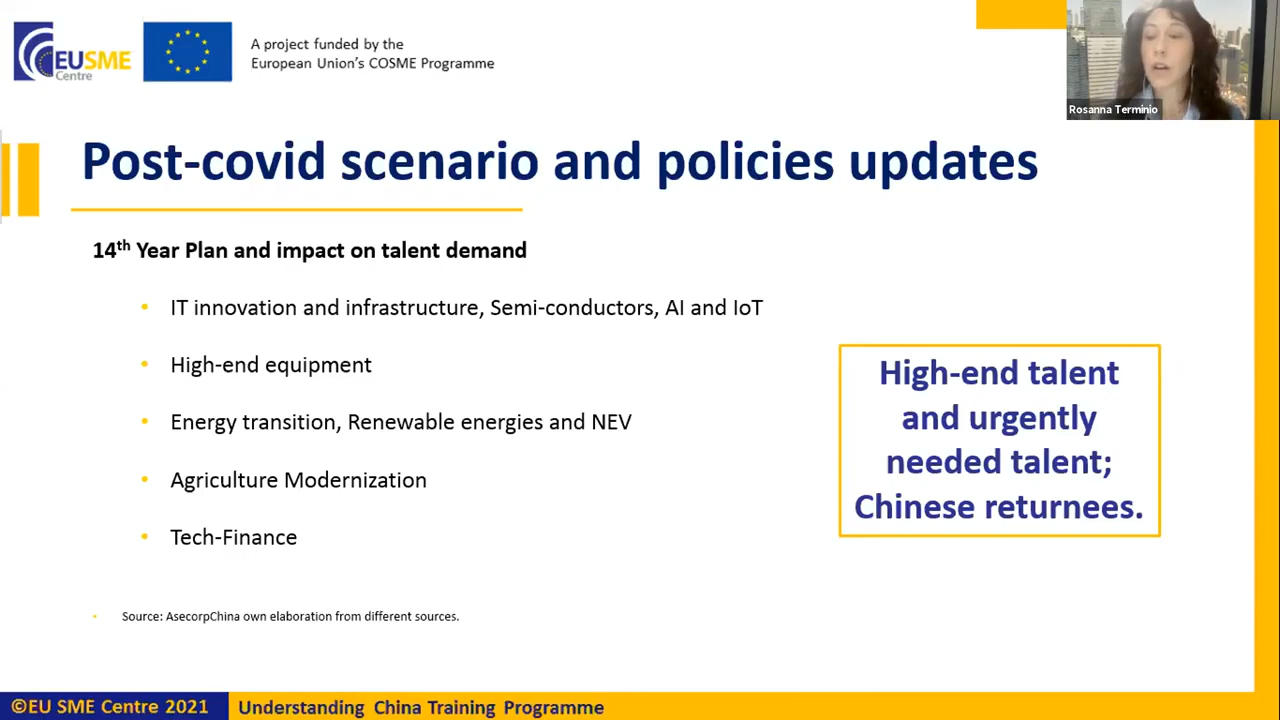 EUSME
Centre
A project funded by the
European Union's COSME Programme
Rosanna Terminio
Post-covid scenario and policies updates
14th Year Plan and impact on talent demand
• IT innovation and infrastructure, Semi-conductors, AI and IoT
• High-end equipment
• Energy transition, Renewable energies and NEV
• Agriculture Modernization
• Tech-Finance
High-end talent
and urgently
needed talent;
Chinese returnees.
• Source: AsecorpChina own elaboration from different sources.
©EU SME Centre 2021
Understanding China Training Programme